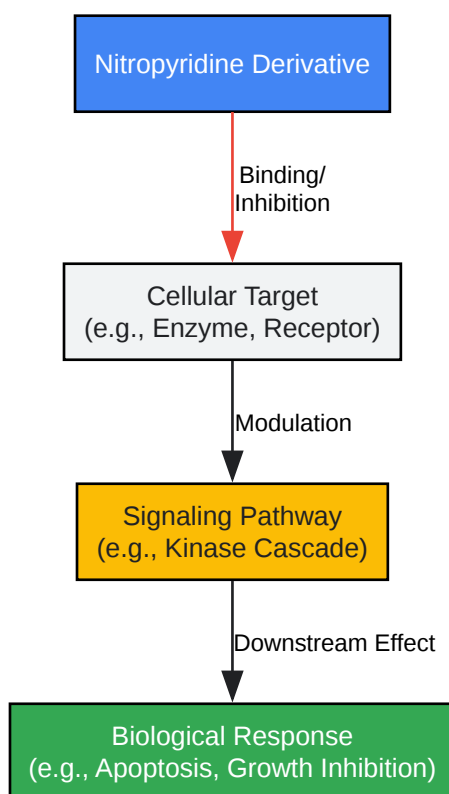 Nitropyridine Derivative
Binding/
Inhibition
Cellular Target
(e.g., Enzyme, Receptor)
Modulation
Signaling Pathway
(e.g., Kinase Cascade)
Downstream Effect
Biological Response
(e.g., Apoptosis, Growth Inhibition)